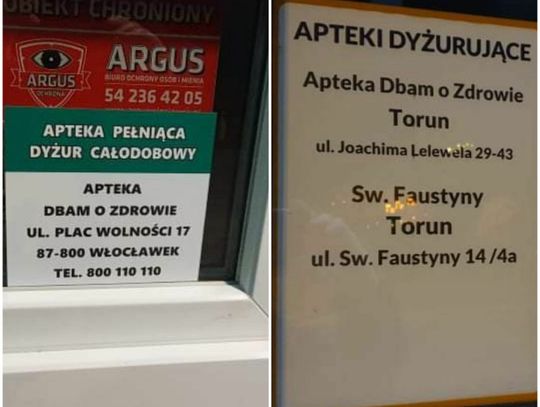 OBIEKT CHRONIONY
ARGUS
OCHRONA
ARGUS
BIURO OCHRONY OSÓB I MIENIA
54 236 42 05
APTEKA PEŁNIĄCA
DYŻUR CAŁODOBOWY
APTEKA
DBAM O ZDROWIE
UL. PLAC WOLNOŚCI 17
87-800 WŁOCŁAWEK
TEL. 800 110 110
APTEKI DYŻURUJĄCE
Apteka Dbam o Zdrowie
Torun
ul. Joachima Lelewela 29-43
Sw. Faustyny
Torun
ul. Sw. Faustyny 14/4a